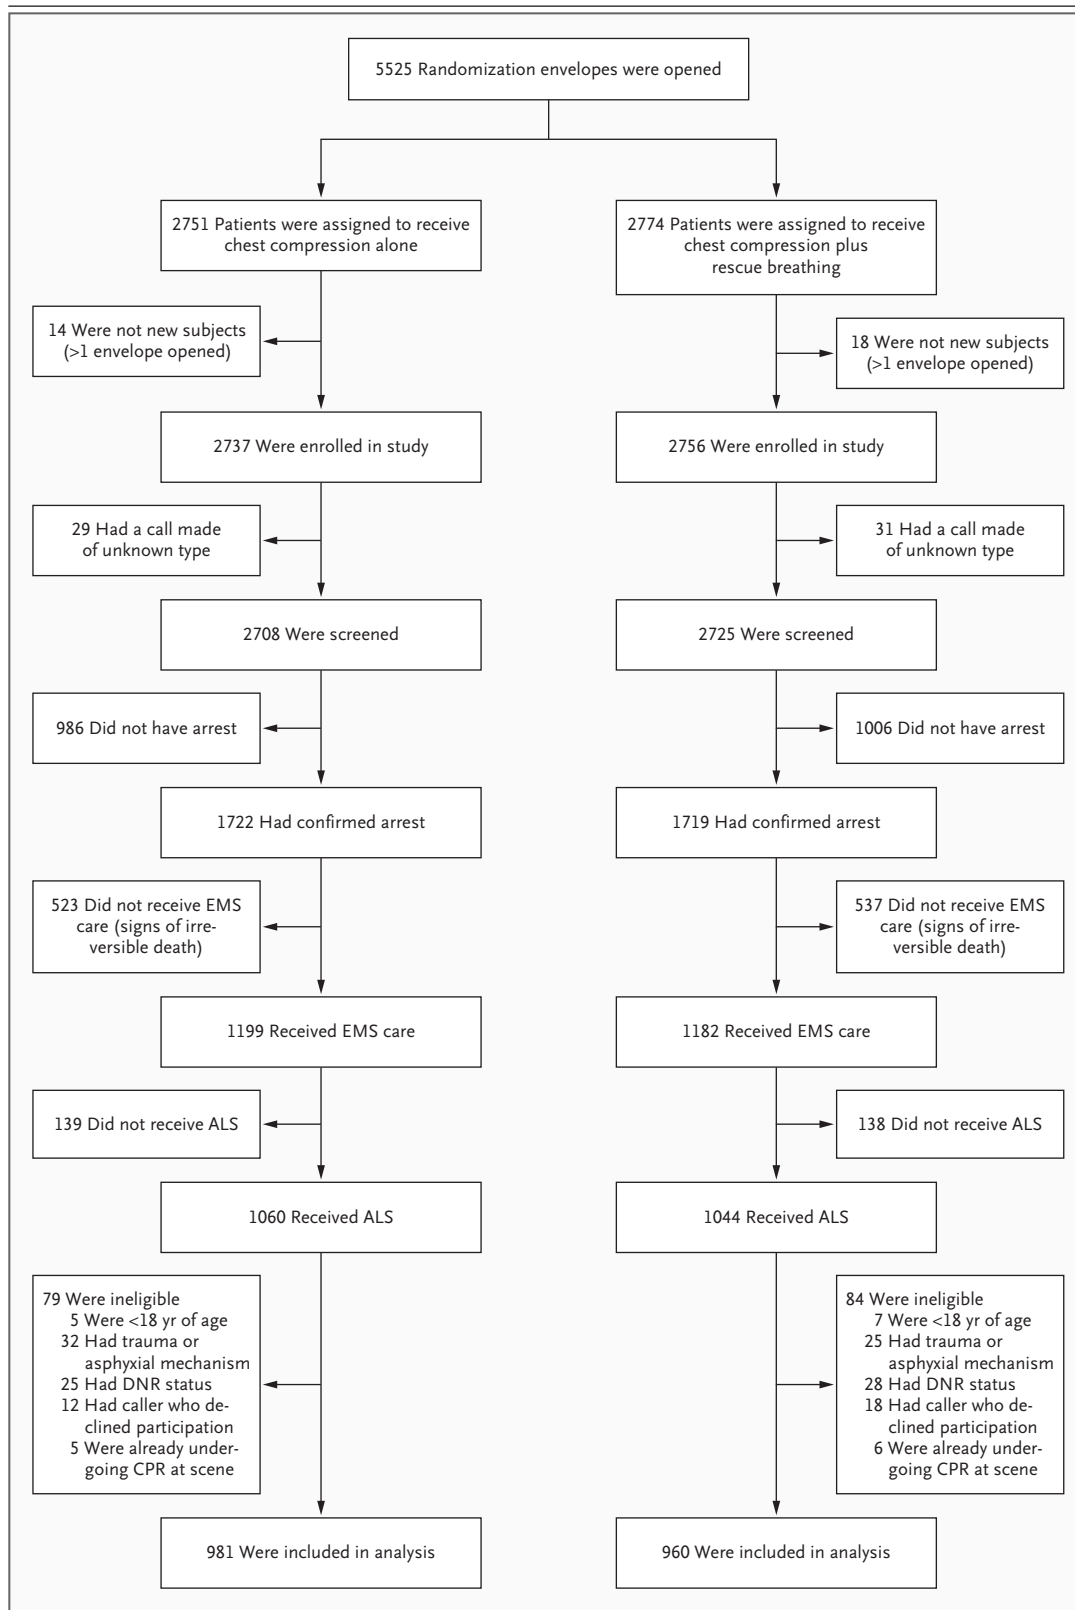 5525 Randomization envelopes were opened
2751 Patients were assigned to receive
chest compression alone
2774 Patients were assigned to receive
chest compression plus
rescue breathing
14 Were not new subjects
(>1 envelope opened)
18 Were not new subjects
(>1 envelope opened)
2737 Were enrolled in study
2756 Were enrolled in study
29 Had a call made
of unknown type
31 Had a call made
of unknown type
2708 Were screened
2725 Were screened
986 Did not have arrest
1006 Did not have arrest
1722 Had confirmed arrest
1719 Had confirmed arrest
523 Did not receive EMS
care (signs of irre-
versible death)
537 Did not receive EMS
care (signs of irre-
versible death)
1199 Received EMS care
1182 Received EMS care
139 Did not receive ALS
138 Did not receive ALS
1060 Received ALS
1044 Received ALS
79 Were ineligible
5 Were <18 yr of age
32 Had trauma or
asphyxial mechanism
25 Had DNR status
12 Had caller who de-
clined participation
5 Were already under-
going CPR at scene
84 Were ineligible
7 Were <18 yr of age
25 Had trauma or
asphyxial mechanism
28 Had DNR status
18 Had caller who de-
clined participation
6 Were already under-
going CPR at scene
981 Were included in analysis
960 Were included in analysis